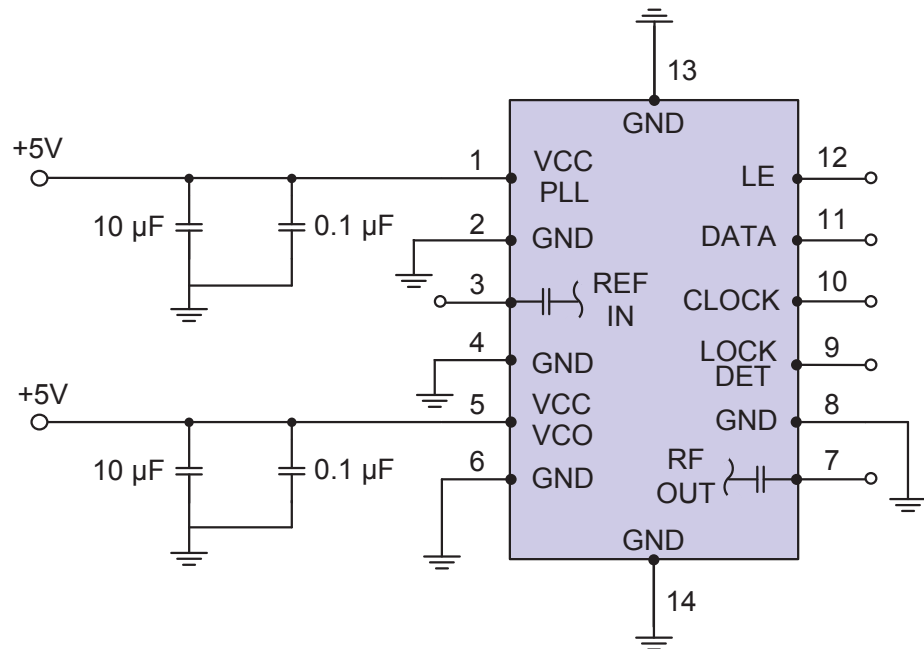 13
GND
+5V
1
VCC
PLL
12
LE
10 µF
0.1 µF
2
GND
11
DATA
3
REF
IN
10
CLOCK
4
GND
LOCK
DET
9
+5V
5
VCC
VCO
8
GND
10 µF
0.1 µF
6
GND
RF
OUT
7
GND
14